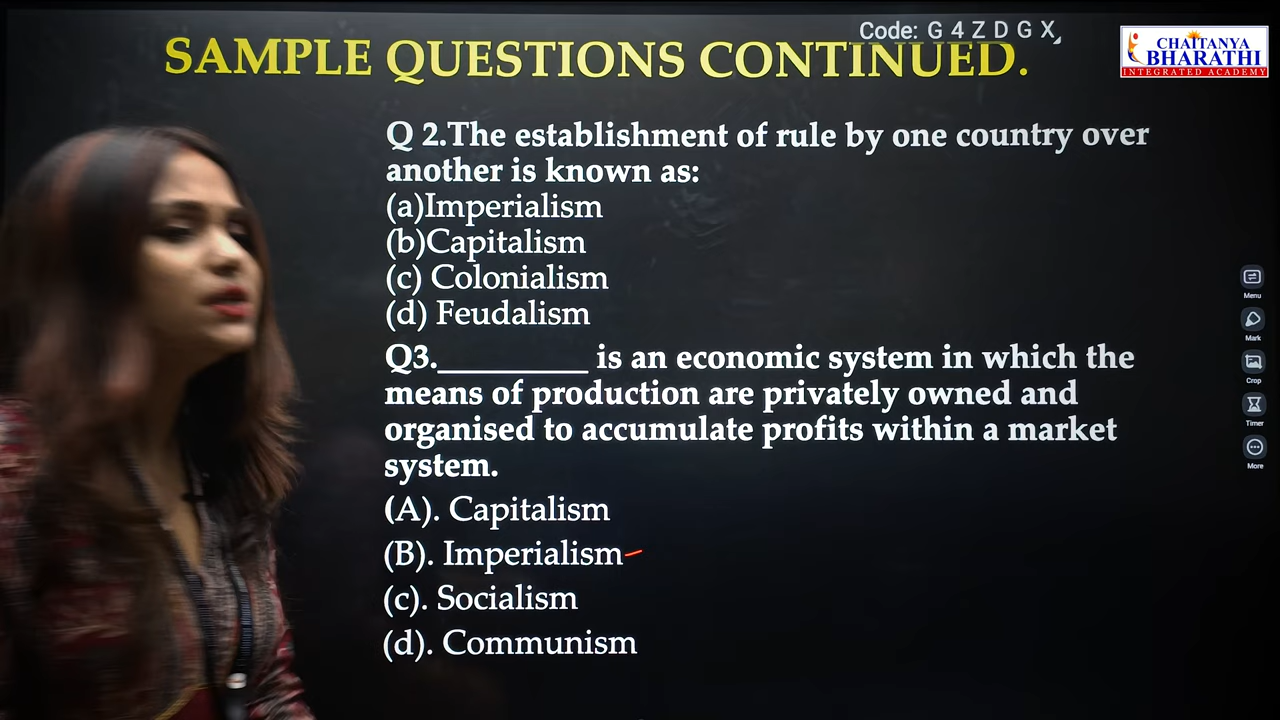 Code: G 4 Z D G X
SAMPLE QUESTIONS CONTINUED.
CHAITANYA
BHARATHI
INTEGRATED ACADEMY
Q 2.The establishment of rule by one country over
another is known as:
(a)Imperialism
(b)Capitalism
(c) Colonialism
(d) Feudalism
Q3.__________ is an economic system in which the
means of production are privately owned and
organised to accumulate profits within a market
system.
(A). Capitalism
(B). Imperialism
(c). Socialism
(d). Communism
Menu
Mark
Crop
Timer
More